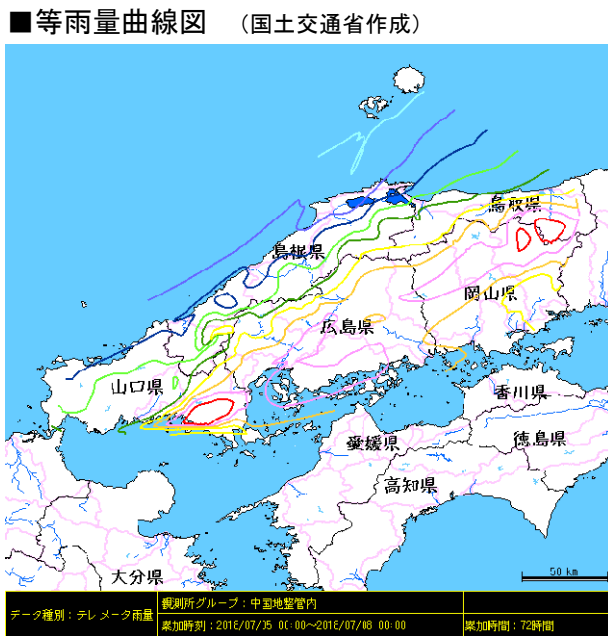 ■等雨量曲線図 (国土交通省作成)
鳥取県
島根県
岡山県
広島県
山口県
香川県
愛媛県
徳島県
高知県
大分県
50 km
データ種別：テレメータ雨量
観測所グループ：中国地整管内
累加時刻：2018/07/05 00:00～2018/07/08 00:00
累加時間：72時間